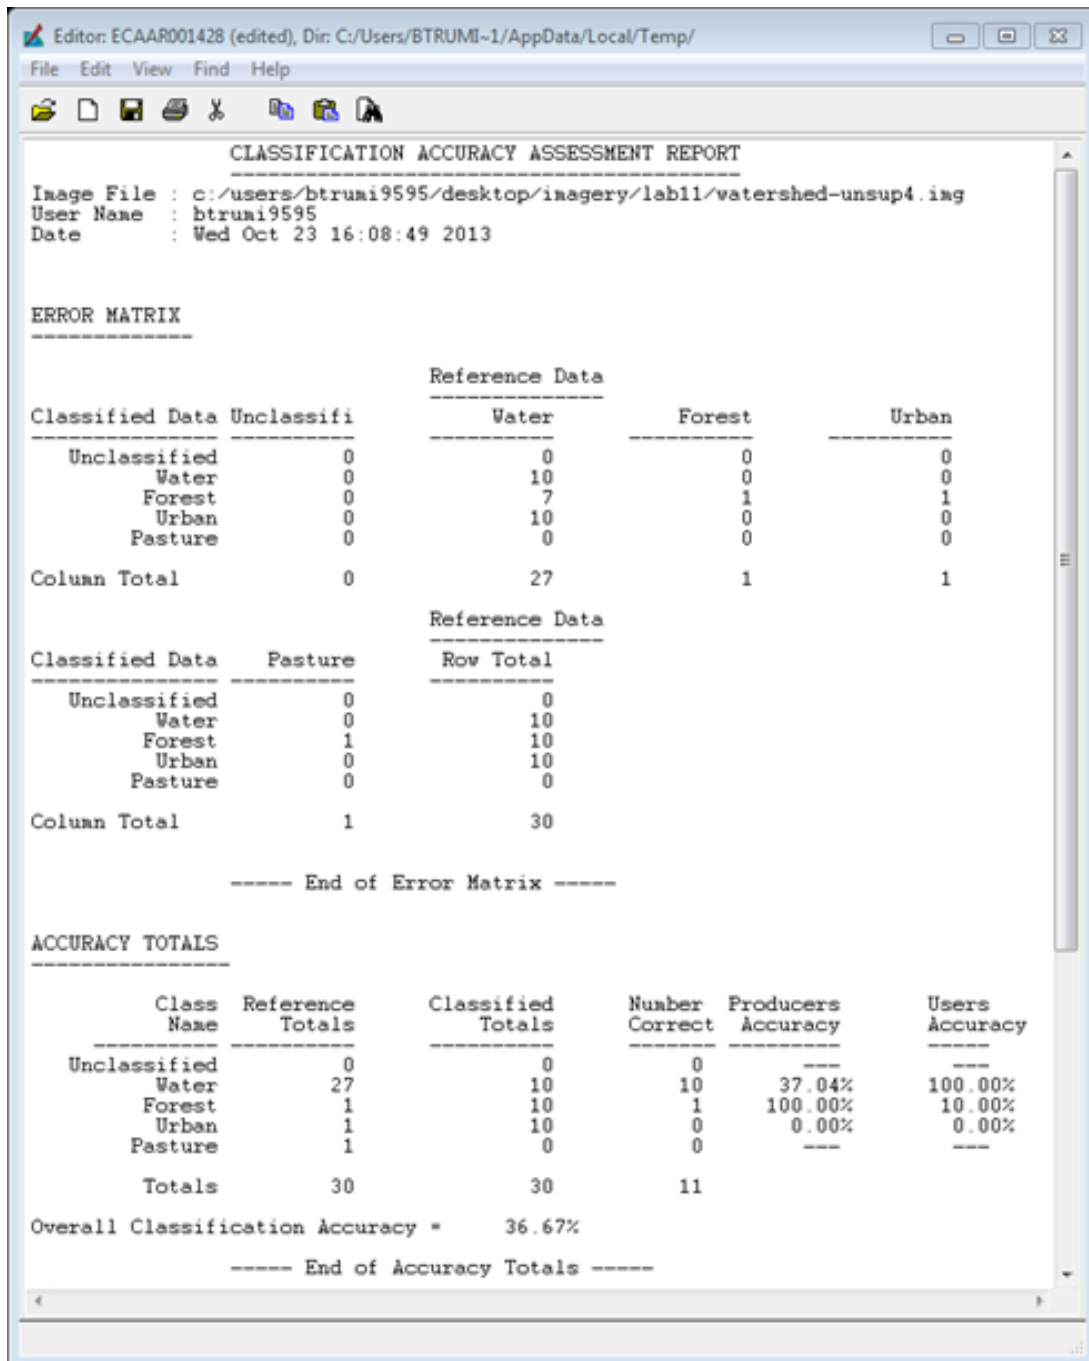 Editor: ECAAR001428 (edited), Dir: C:/Users/BTRUMI~1/AppData/Local/Temp/
File Edit View Find Help
CLASSIFICATION ACCURACY ASSESSMENT REPORT
-----------------------------------------
Image File : c:/users/btrumi9595/desktop/imagery/lab11/watershed-unsup4.img
User Name : btrumi9595
Date : Wed Oct 23 16:08:49 2013
ERROR MATRIX
-------------
Reference Data
--------------
Classified Data Unclassifi Water Forest Urban
--------------- ---------- ---------- ---------- ----------
Unclassified 0 0 0 0
Water 0 10 0 0
Forest 0 7 1 1
Urban 0 10 0 0
Pasture 0 0 0 0
Column Total 0 27 1 1
Reference Data
--------------
Classified Data Pasture Row Total
--------------- ---------- ----------
Unclassified 0 0
Water 0 10
Forest 1 10
Urban 0 10
Pasture 0 0
Column Total 1 30
----- End of Error Matrix -----
ACCURACY TOTALS
----------------
Class Reference Classified Number Producers Users
Name Totals Totals Correct Accuracy Accuracy
---------- ---------- ---------- ------- --------- -----
Unclassified 0 0 0 --- ---
Water 27 10 10 37.04% 100.00%
Forest 1 10 1 100.00% 10.00%
Urban 1 10 0 0.00% 0.00%
Pasture 1 0 0 --- ---
Totals 30 30 11
Overall Classification Accuracy = 36.67%
----- End of Accuracy Totals -----